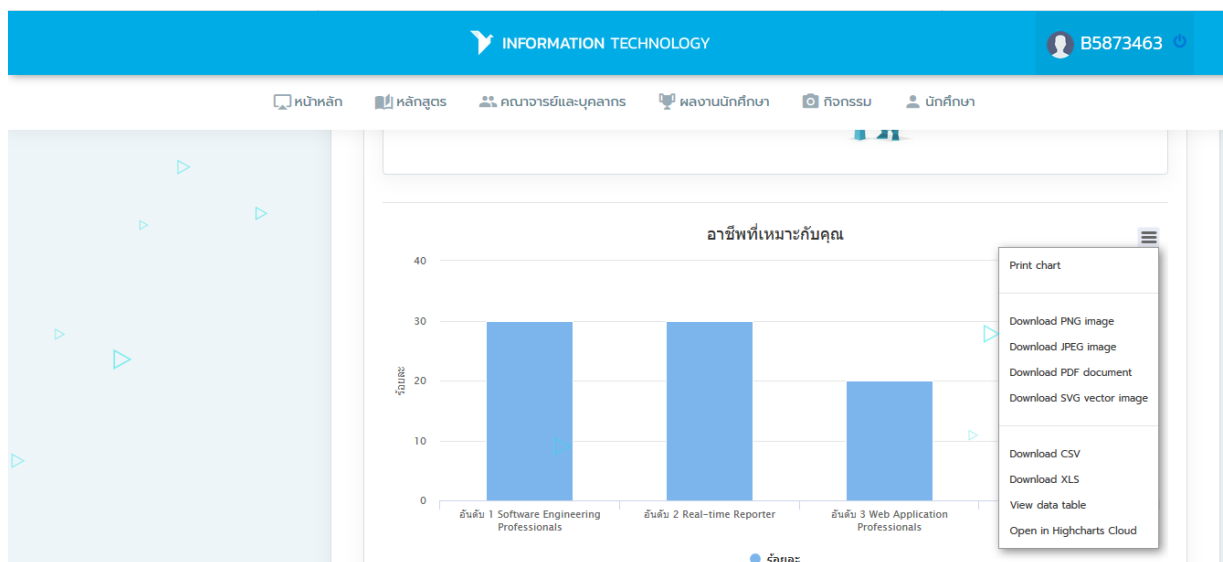 INFORMATION TECHNOLOGY
B5873463
หน้าหลัก หลักสูตร คณาจารย์และบุคลากร ผลงานนักศึกษา กิจกรรม นักศึกษา
อาชีพที่เหมาะกับคุณ
40
30
20
10
0
ร้อยละ
อันดับ 1 Software Engineering
Professionals
อันดับ 2 Real-time Reporter
อันดับ 3 Web Application
Professionals
ร้อยละ
Print chart
Download PNG image
Download JPEG image
Download PDF document
Download SVG vector image
Download CSV
Download XLS
View data table
Open in Highcharts Cloud